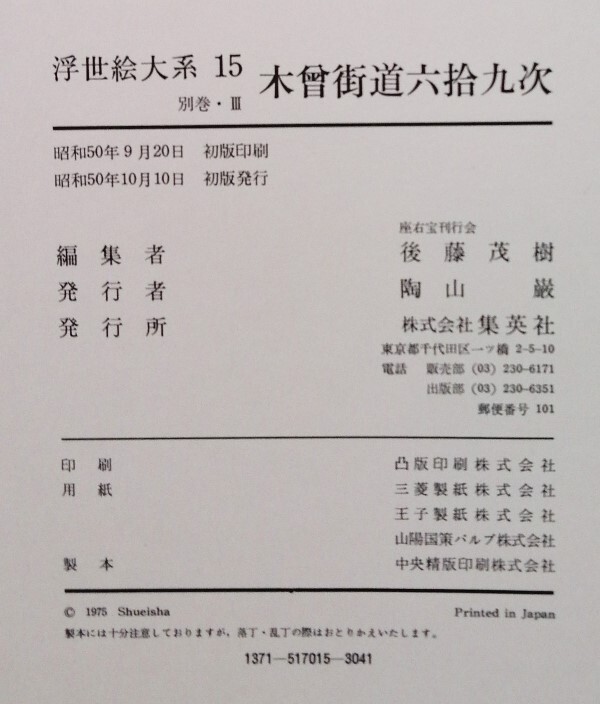 浮世絵大系 15 木曾街道六拾九次
別巻・Ⅲ
昭和50年9月20日 初版印刷
昭和50年10月10日 初版発行
座右宝刊行会
編集者 後藤茂樹
発行者 陶山巌
発行所 株式会社集英社
東京都千代田区一ッ橋 2-5-10
電話 販売部 (03) 230-6171
出版部 (03) 230-6351
郵便番号 101
印刷 凸版印刷株式会社
用紙 三菱製紙株式会社
王子製紙株式会社
山陽国策パルプ株式会社
製本 中央精版印刷株式会社
© 1975 Shueisha Printed in Japan
製本には十分注意しておりますが，落丁・乱丁の際はおとりかえいたします。
1371—517015—3041